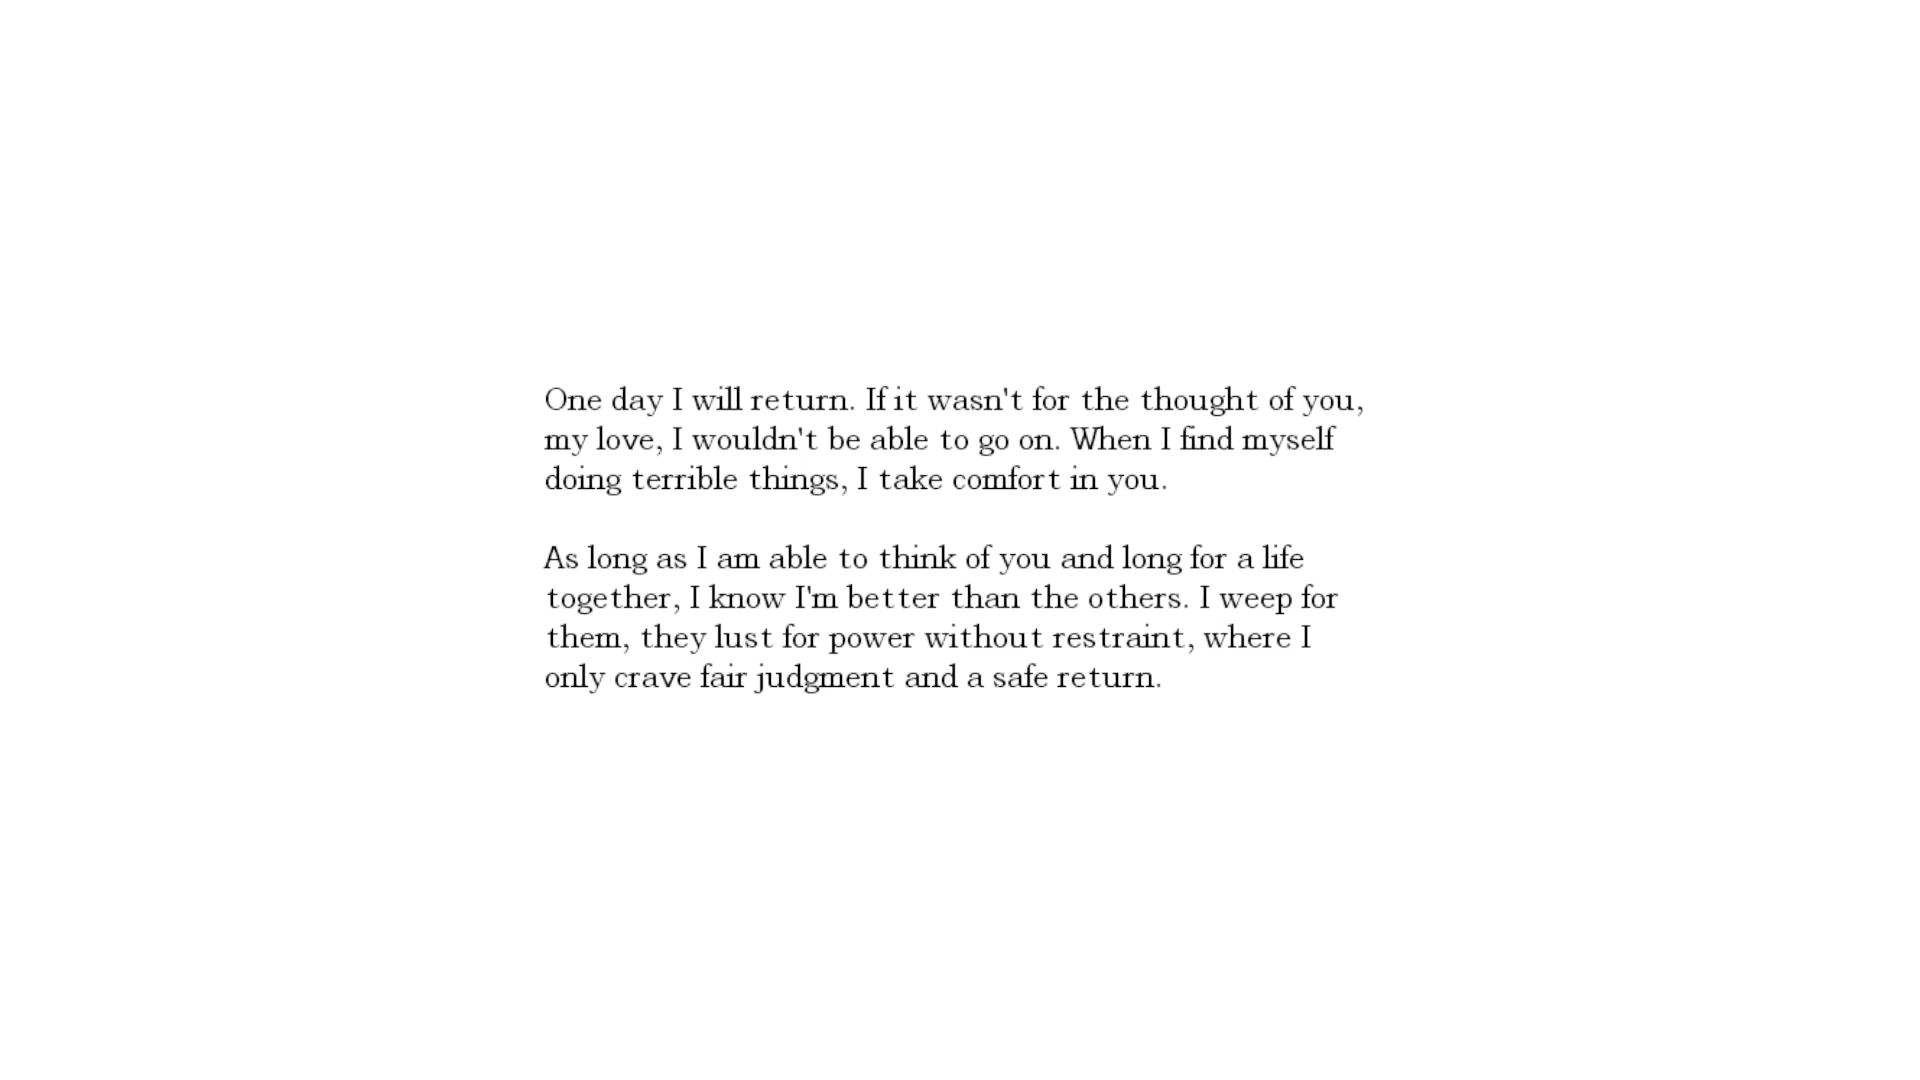 One day I will return. If it wasn't for the thought of you,
my love, I wouldn't be able to go on. When I find myself
doing terrible things, I take comfort in you.
As long as I am able to think of you and long for a life
together, I know I'm better than the others. I weep for
them, they lust for power without restraint, where I
only crave fair judgment and a safe return.